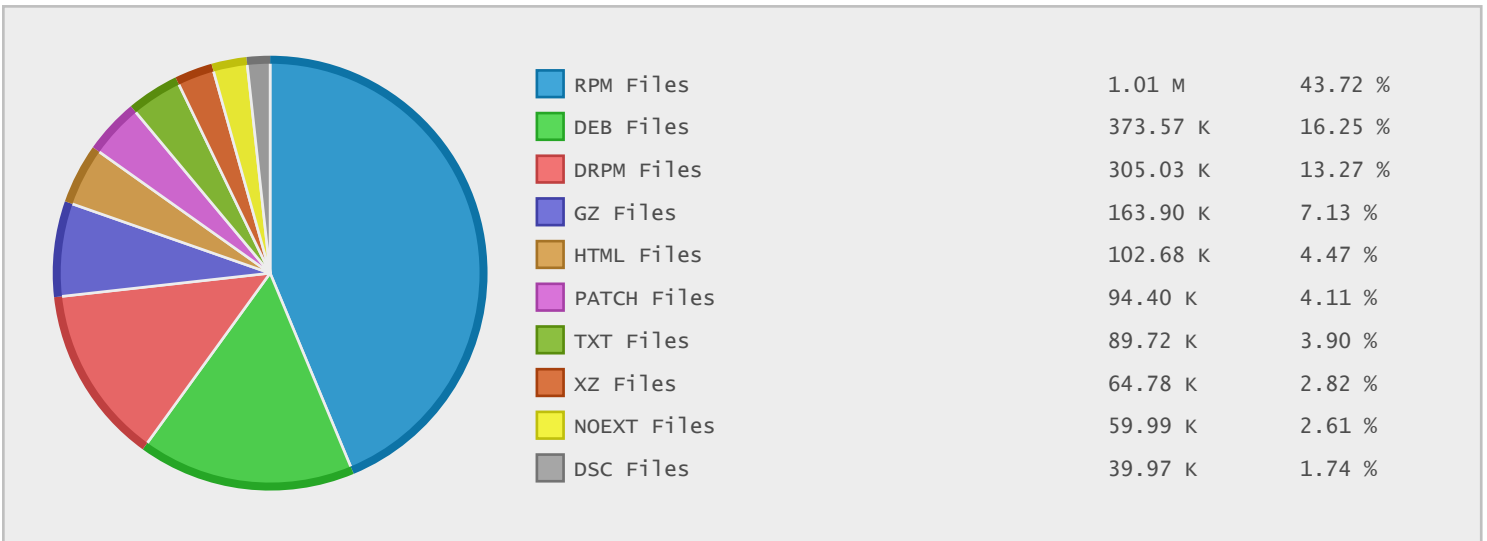 RPM Files 1.01 M 43.72 %
DEB Files 373.57 K 16.25 %
DRPM Files 305.03 K 13.27 %
GZ Files 163.90 K 7.13 %
HTML Files 102.68 K 4.47 %
PATCH Files 94.40 K 4.11 %
TXT Files 89.72 K 3.90 %
XZ Files 64.78 K 2.82 %
NOEXT Files 59.99 K 2.61 %
DSC Files 39.97 K 1.74 %